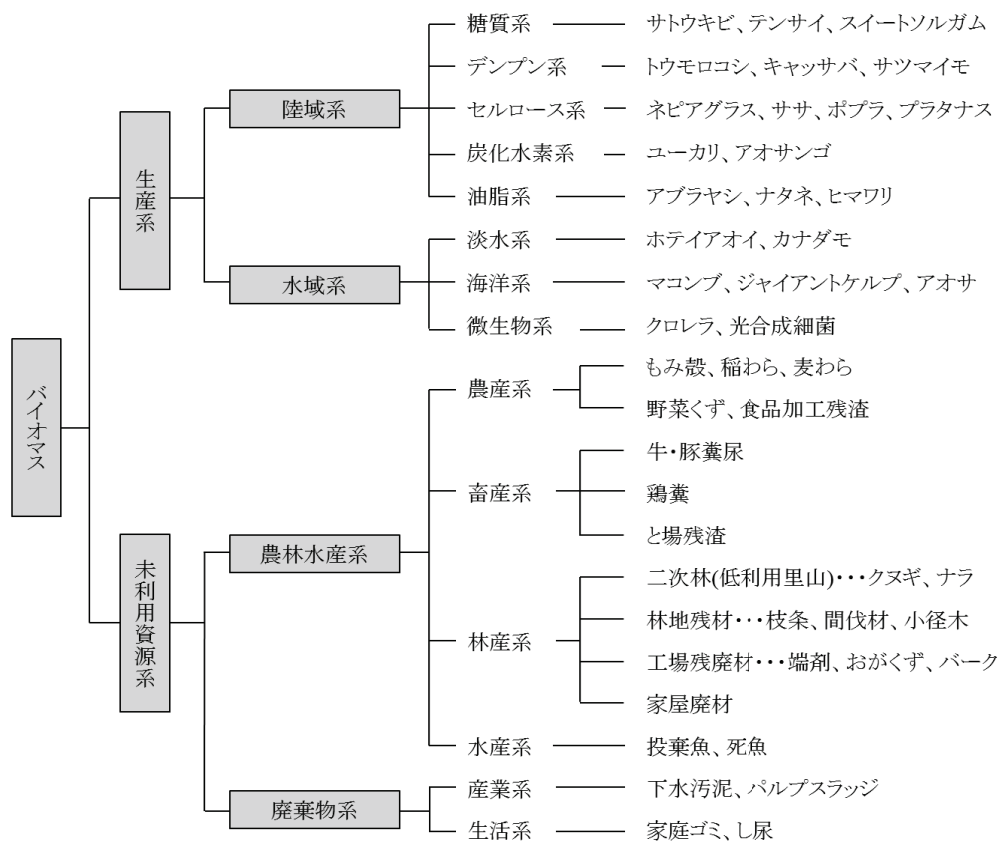 バイオマス
生産系
陸域系
糖質系
サトウキビ、テンサイ、スイートソルガム
デンプン系
トウモロコシ、キャッサバ、サツマイモ
セルロース系
ネピアグラス、ササ、ポプラ、プラタナス
炭化水素系
ユーカリ、アオサンゴ
油脂系
アブラヤシ、ナタネ、ヒマワリ
水域系
淡水系
ホテイアオイ、カナダモ
海洋系
マコンブ、ジャイアントケルプ、アオサ
微生物系
クロレラ、光合成細菌
未利用資源系
農林水産系
農産系
もみ殻、稲わら、麦わら
野菜くず、食品加工残渣
畜産系
牛・豚糞尿
鶏糞
と場残渣
林産系
二次林(低利用里山)・・・クヌギ、ナラ
林地残材・・・枝条、間伐材、小径木
工場残廃材・・・端剤、おがくず、バーク
家屋廃材
水産系
投棄魚、死魚
廃棄物系
産業系
下水汚泥、パルプスラッジ
生活系
家庭ゴミ、し尿